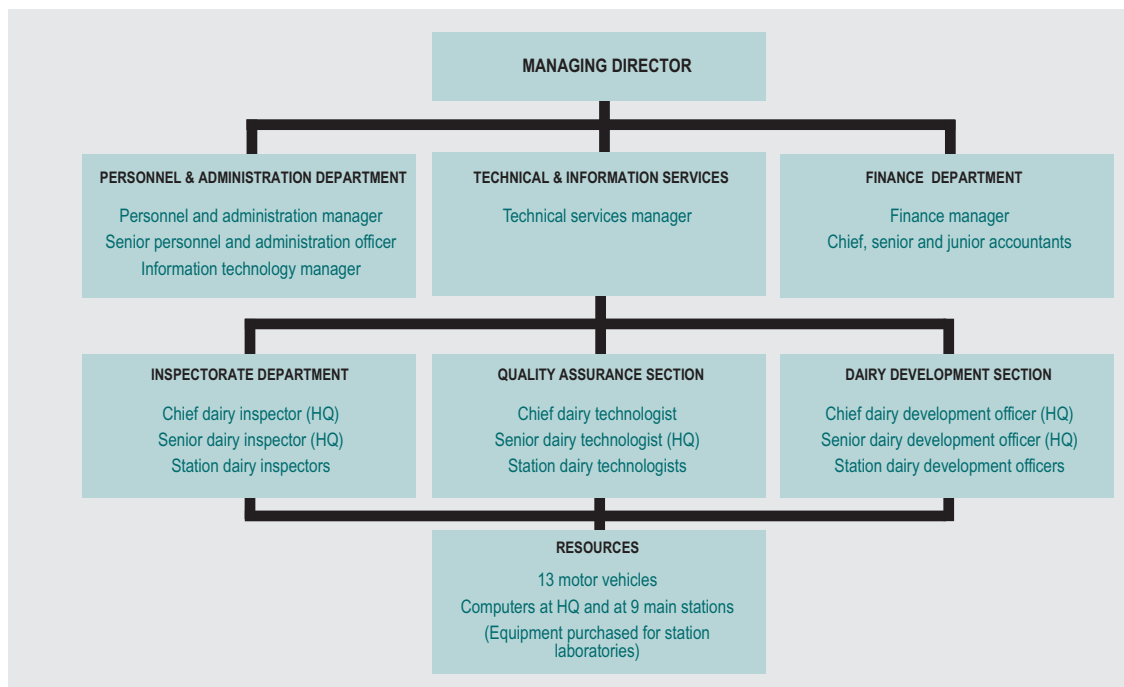 MANAGING DIRECTOR
PERSONNEL & ADMINISTRATION DEPARTMENT
Personnel and administration manager
Senior personnel and administration officer
Information technology manager
TECHNICAL & INFORMATION SERVICES
Technical services manager
FINANCE DEPARTMENT
Finance manager
Chief, senior and junior accountants
INSPECTORATE DEPARTMENT
Chief dairy inspector (HQ)
Senior dairy inspector (HQ)
Station dairy inspectors
QUALITY ASSURANCE SECTION
Chief dairy technologist
Senior dairy technologist (HQ)
Station dairy technologists
DAIRY DEVELOPMENT SECTION
Chief dairy development officer (HQ)
Senior dairy development officer (HQ)
Station dairy development officers
RESOURCES
13 motor vehicles
Computers at HQ and at 9 main stations
(Equipment purchased for station
laboratories)